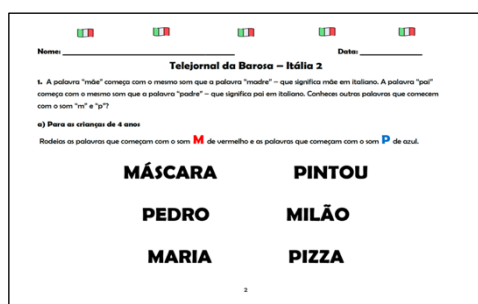 Nome: Data:
Telejornal da Barosa – Itália 2
1. A palavra "mãe" começa com o mesmo som que a palavra "madre" – que significa mãe em italiano. A palavra "pai"
começa com o mesmo som que a palavra "padre" – que significa pai em italiano. Conheces outras palavras que comecem
com o som "m" e "p"?
a) Para as crianças de 4 anos
Rodeias as palavras que começam com o som M de vermelho e as palavras que começam com o som P de azul.
MÁSCARA PINTOU
PEDRO MILÃO
MARIA PIZZA
2